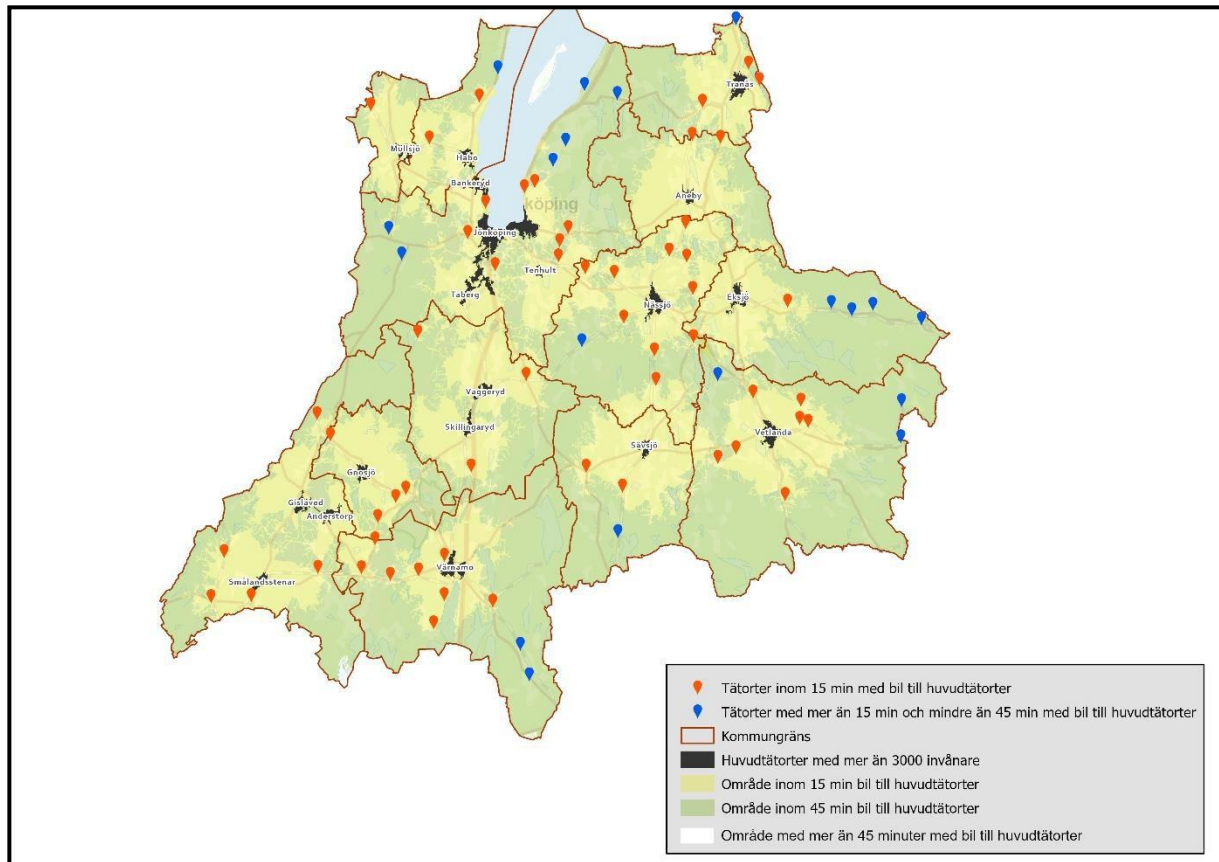 Tranås
Mullsjö
Habo
Bankeryd
Aneby
köping
Jönköping
Tenhult
Taberg
Nässjö
Eksjö
Vaggeryd
Skillingaryd
Sävsjö
Vetlanda
Gnosjö
Gislaved
Anderstorp
Värnamo
Smålandsstenar
Tätorter inom 15 min med bil till huvudtätorter
Tätorter med mer än 15 min och mindre än 45 min med bil till huvudtätorter
Kommungräns
Huvudtätorter med mer än 3000 invånare
Område inom 15 min bil till huvudtätorter
Område inom 45 min bil till huvudtätorter
Område med mer än 45 minuter med bil till huvudtätorter